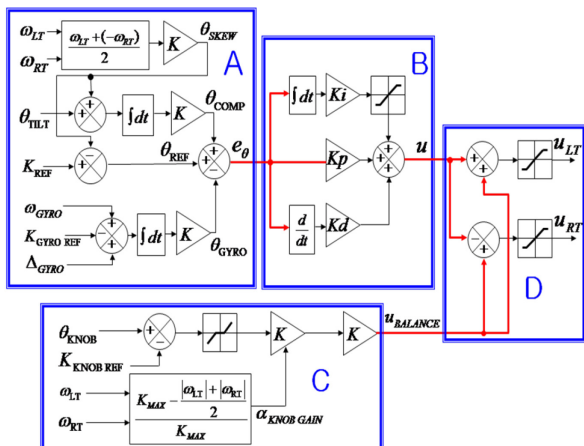 ω_LT
ω_RT
ω_LT + (−ω_RT)
2
K
θ_SKEW
A
θ_TILT
+
+
∫dt
K
θ_COMP
K_REF
−
+
θ_REF
+
+
−
e_θ
ω_GYRO
K_GYRO REF
Δ_GYRO
+
−
+
∫dt
K
θ_GYRO
B
∫dt
Ki
Kp
d
dt
Kd
+
+
+
u
u_LT
+
+
u_RT
−
+
D
θ_KNOB
K_KNOB REF
+
−
K
K
u_BALANCE
C
ω_LT
ω_RT
K_MAX − |ω_LT| + |ω_RT|
2
K_MAX
α_KNOB GAIN